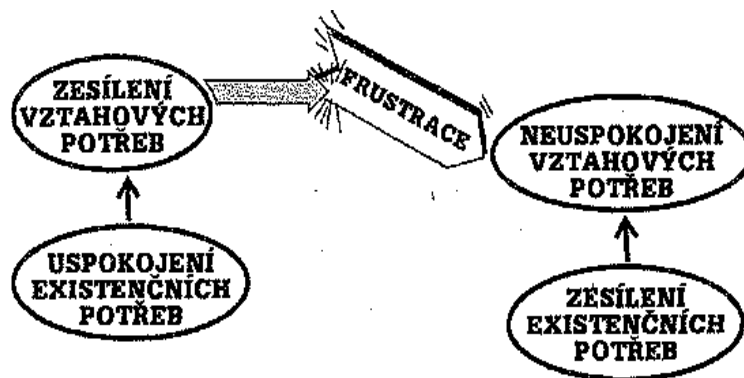 ZESÍLENÍ
VZTAHOVÝCH
POTŘEB
FRUSTRACE
NEUSPOKOJENÍ
VZTAHOVÝCH
POTŘEB
USPOKOJENÍ
EXISTENČNÍCH
POTŘEB
ZESÍLENÍ
EXISTENČNÍCH
POTŘEB